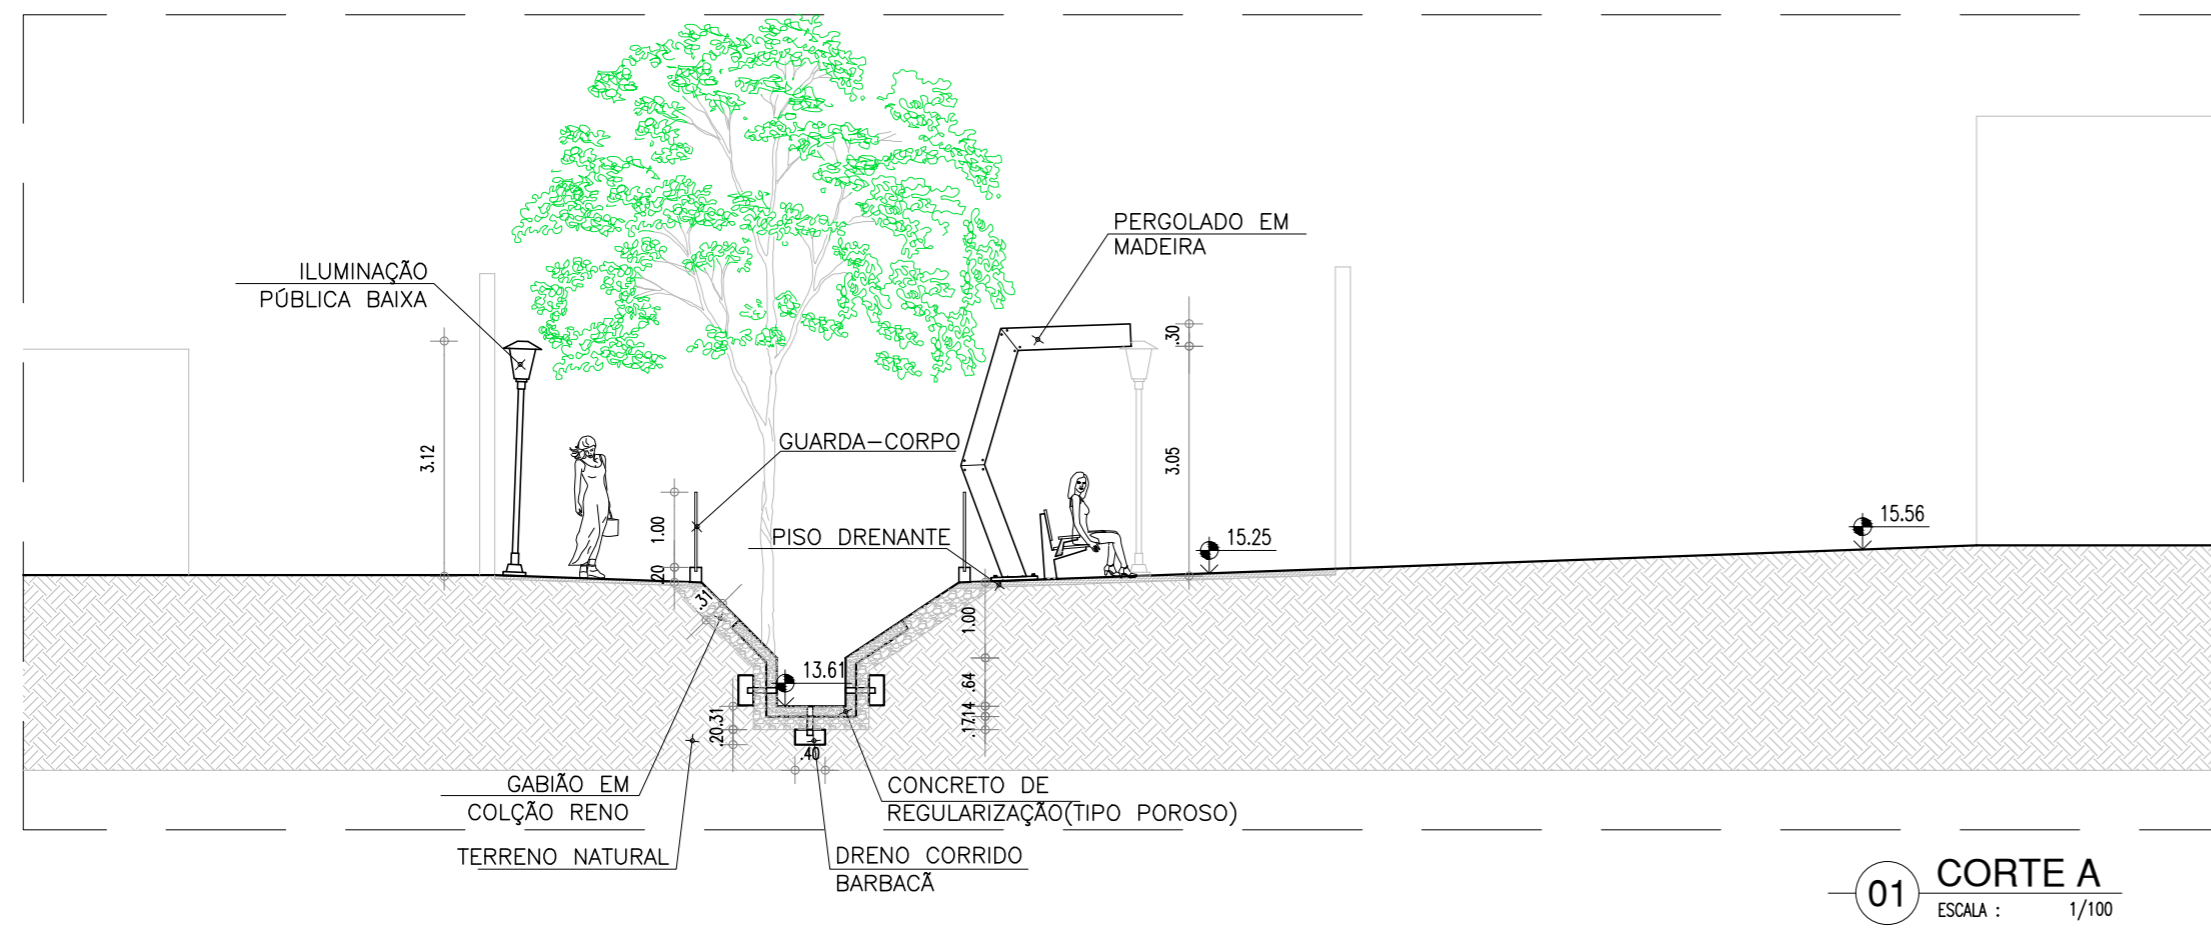 PERGOLADO EM
MADEIRA
ILUMINAÇÃO
PÚBLICA BAIXA
.30
3.12
3.05
GUARDA-CORPO
1.00
.20
PISO DRENANTE
15.25
15.56
.31
1.00
13.61
.64
.14
.17
.31
.20
.40
GABIÃO EM
COLÇÃO RENO
CONCRETO DE
REGULARIZAÇÃO(TIPO POROSO)
TERRENO NATURAL
DRENO CORRIDO
BARBACÃ
01
CORTE A
ESCALA : 1/100